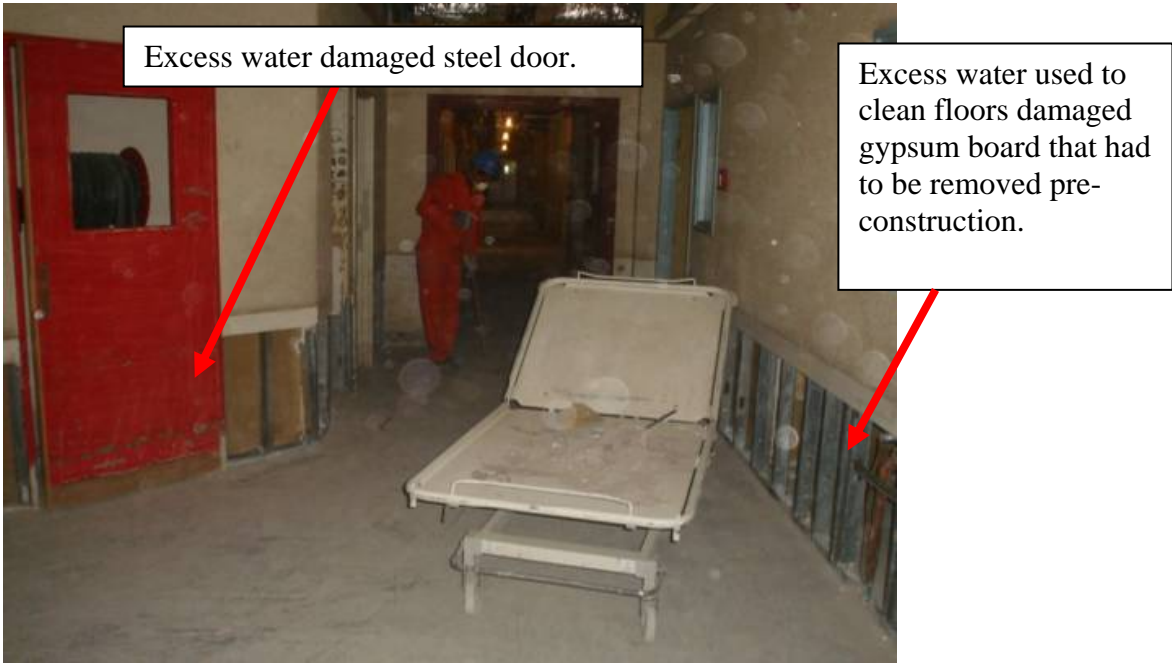 Excess water damaged steel door.
Excess water used to
clean floors damaged
gypsum board that had
to be removed pre-
construction.